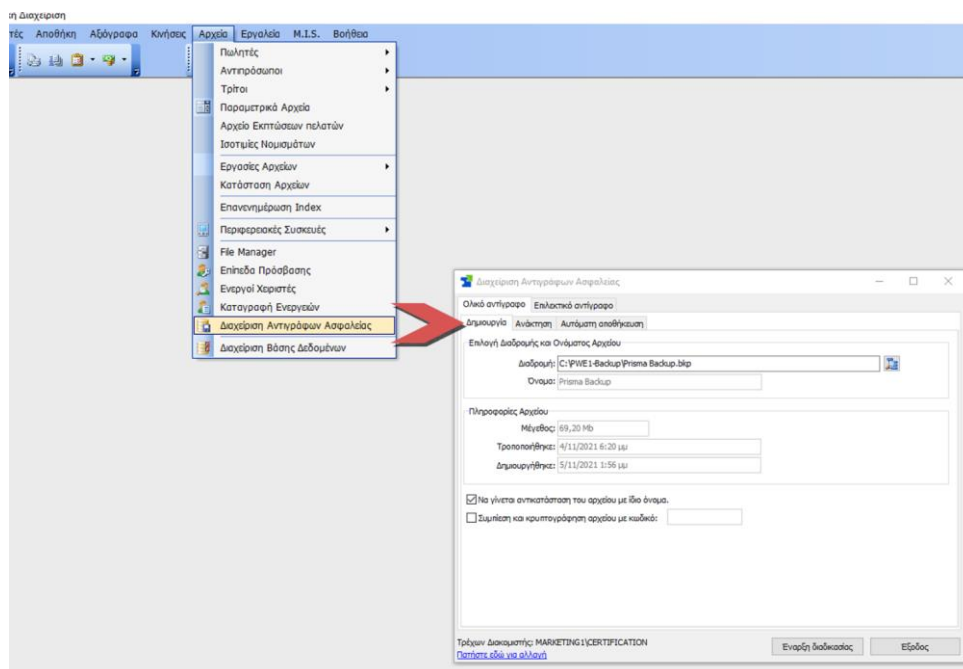 κη Διαχειριση
τές Αποθήκη Αξιόγραφα Κινήσεις Αρχεία Εργαλεία M.I.S. Βοήθεια
Πωλητές
Αντιπρόσωποι
Τρίτοι
Παραμετρικά Αρχεία
Αρχείο Εκπτώσεων πελατών
Ισοτιμίες Νομισμάτων
Εργασίες Αρχείων
Κατάσταση Αρχείων
Επανενημέρωση Index
Περιφερειακές Συσκευές
File Manager
Επίπεδα Πρόσβασης
Ενεργοί Χειριστές
Καταγραφή Ενεργειών
Διαχείριση Αντιγράφων Ασφαλείας
Διαχείριση Βάσης Δεδομένων
Διαχείριση Αντιγράφων Ασφαλείας
Ολικό αντίγραφο Επιλεκτικό αντίγραφο
Δημιουργία Ανάκτηση Αυτόματη αποθήκευση
Επιλογή Διαδρομής και Ονόματος Αρχείου
Διαδρομή: C:\PWE1-Backup\Prisma Backup.bkp
Όνομα: Prisma Backup
Πληροφορίες Αρχείου
Μέγεθος: 69,20 Mb
Τροποποιήθηκε: 4/11/2021 6:20 μμ
Δημιουργήθηκε: 5/11/2021 1:56 μμ
Να γίνεται αντικατάσταση του αρχείου με ίδιο όνομα.
Συμπίεση και κρυπτογράφηση αρχείου με κωδικό:
Τρέχων Διακομιστής: MARKETING1\CERTIFICATION
Πατήστε εδώ για αλλαγή
Εναρξη διαδικασίας Εξοδος